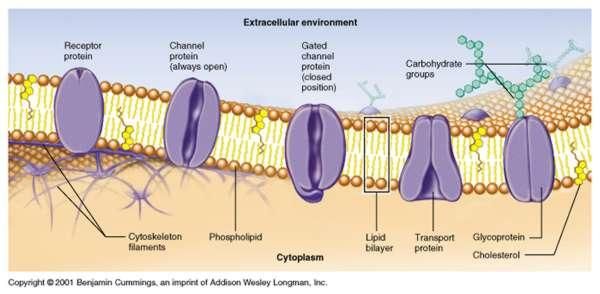 Extracellular environment
Receptor
protein
Channel
protein
(always open)
Gated
channel
protein
(closed
position)
Carbohydrate
groups
Cytoskeleton
filaments
Phospholipid
Lipid
bilayer
Transport
protein
Glycoprotein
Cholesterol
Cytoplasm
Copyright © 2001 Benjamin Cummings, an imprint of Addison Wesley Longman, Inc.